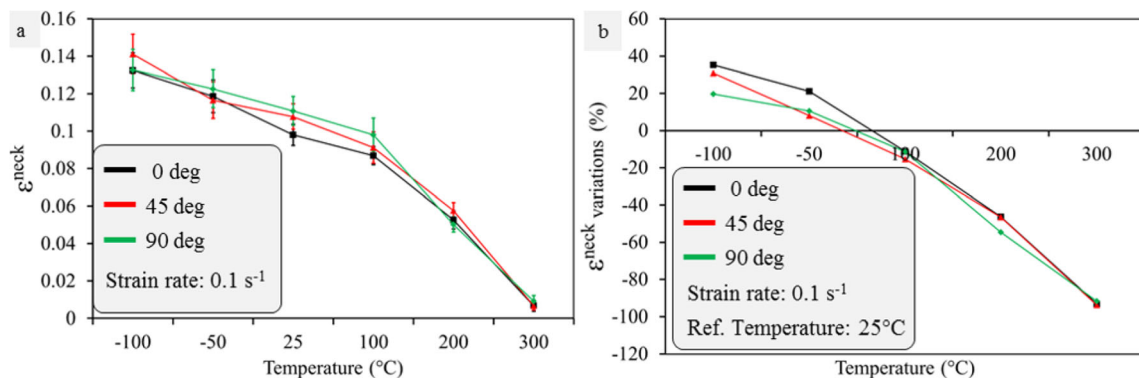 a
0.16
0.14
0.12
0.1
0.08
0.06
0.04
0.02
0
ε^neck
0 deg
45 deg
90 deg
Strain rate: 0.1 s⁻¹
-100 -50 25 100 200 300
Temperature (°C)
b
60
40
20
0
-20
-40
-60
-80
-100
-120
ε^neck variations (%)
-100 -50 100 200 300
0 deg
45 deg
90 deg
Strain rate: 0.1 s⁻¹
Ref. Temperature: 25°C
Temperature (°C)